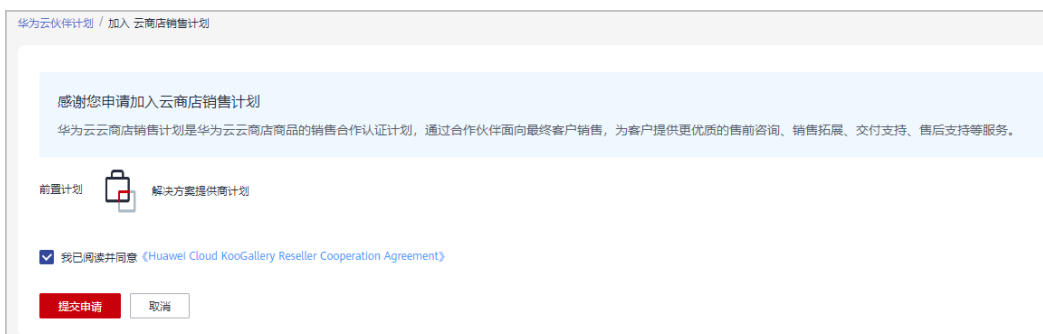 华为云伙伴计划 / 加入 云商店销售计划
感谢您申请加入云商店销售计划
华为云云商店销售计划是华为云云商店商品的销售合作认证计划，通过合作伙伴面向最终客户销售，为客户提供更优质的售前咨询、销售拓展、交付支持、售后支持等服务。
前置计划 解决方案提供商计划
我已阅读并同意《Huawei Cloud KooGallery Reseller Cooperation Agreement》
提交申请 取消